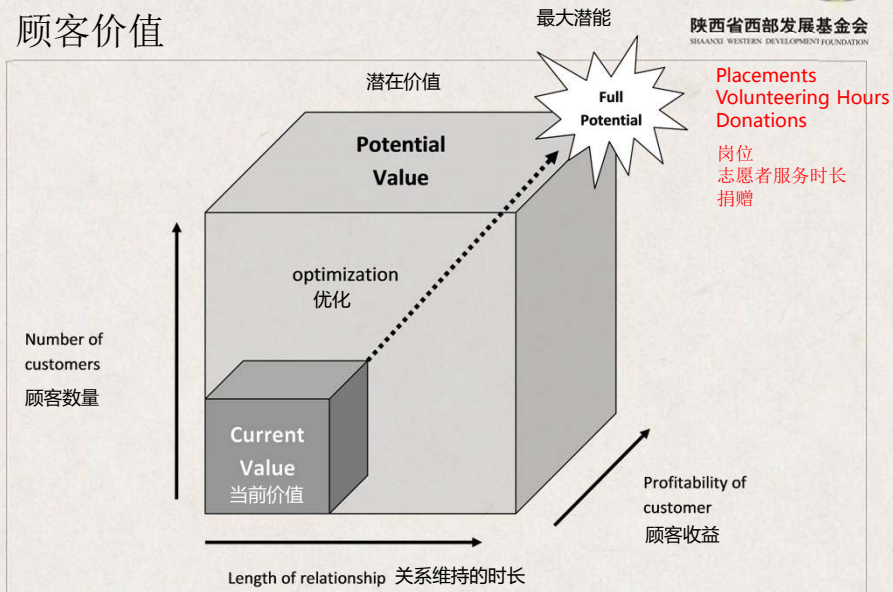 顾客价值
最大潜能
陕西省西部发展基金会
SHAANXI WESTERN DEVELOPMENT FOUNDATION
潜在价值
Full
Potential
Placements
Volunteering Hours
Donations
岗位
志愿者服务时长
捐赠
Potential
Value
optimization
优化
Number of
customers
顾客数量
Current
Value
当前价值
Profitability of
customer
顾客收益
Length of relationship 关系维持的时长